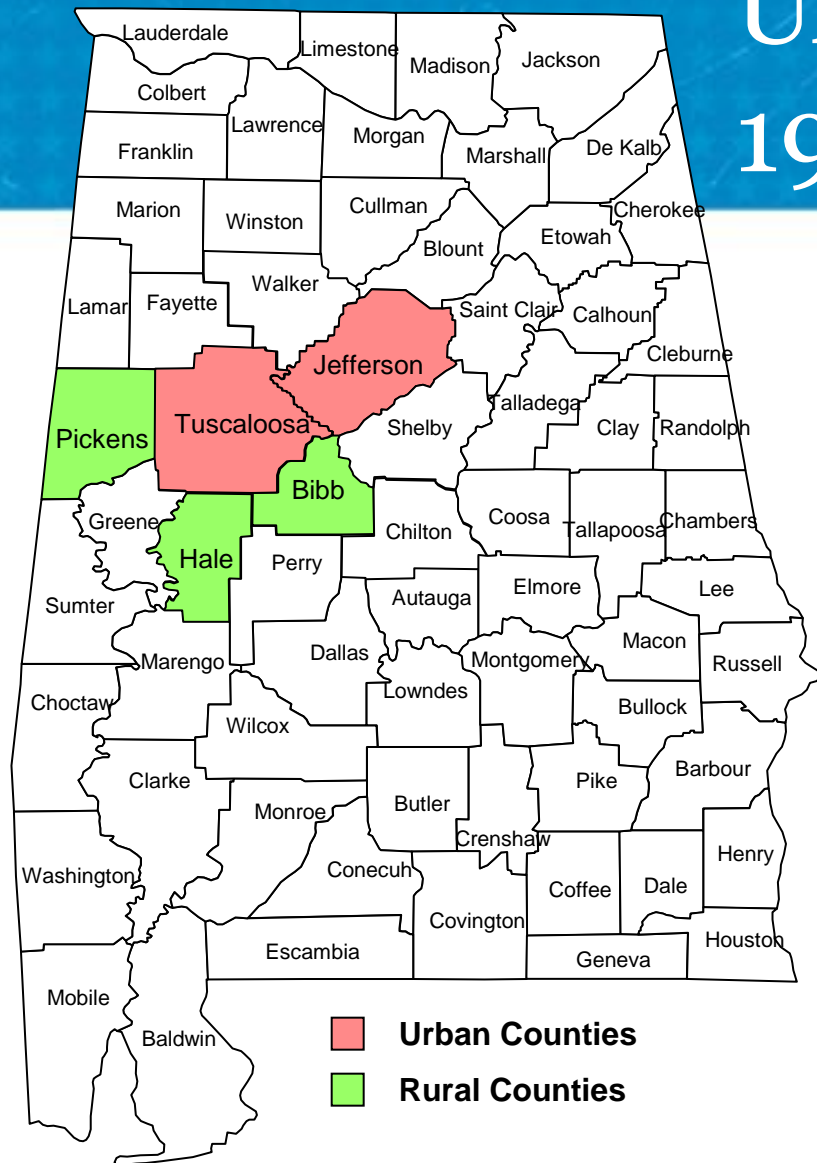 19
Lauderdale
Limestone
Madison
Jackson
Colbert
Lawrence
Morgan
Marshall
De Kalb
Franklin
Marion
Winston
Cullman
Blount
Etowah
Cherokee
Lamar
Fayette
Walker
Saint Clair
Calhoun
Cleburne
Jefferson
Pickens
Tuscaloosa
Shelby
Talladega
Clay
Randolph
Bibb
Greene
Hale
Perry
Chilton
Coosa
Tallapoosa
Chambers
Sumter
Autauga
Elmore
Lee
Marengo
Dallas
Lowndes
Montgomery
Macon
Russell
Choctaw
Wilcox
Bullock
Clarke
Monroe
Butler
Crenshaw
Pike
Barbour
Washington
Conecuh
Covington
Coffee
Dale
Henry
Escambia
Geneva
Houston
Mobile
Baldwin
Urban Counties
Rural Counties